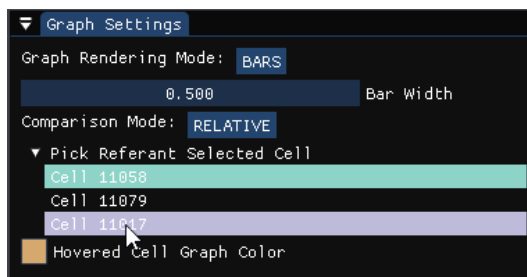 Graph Settings
Graph Rendering Mode: BARS
0.500 Bar Width
Comparison Mode: RELATIVE
Pick Referant Selected Cell
Cell 11058
Cell 11079
Cell 11017
Hovered Cell Graph Color